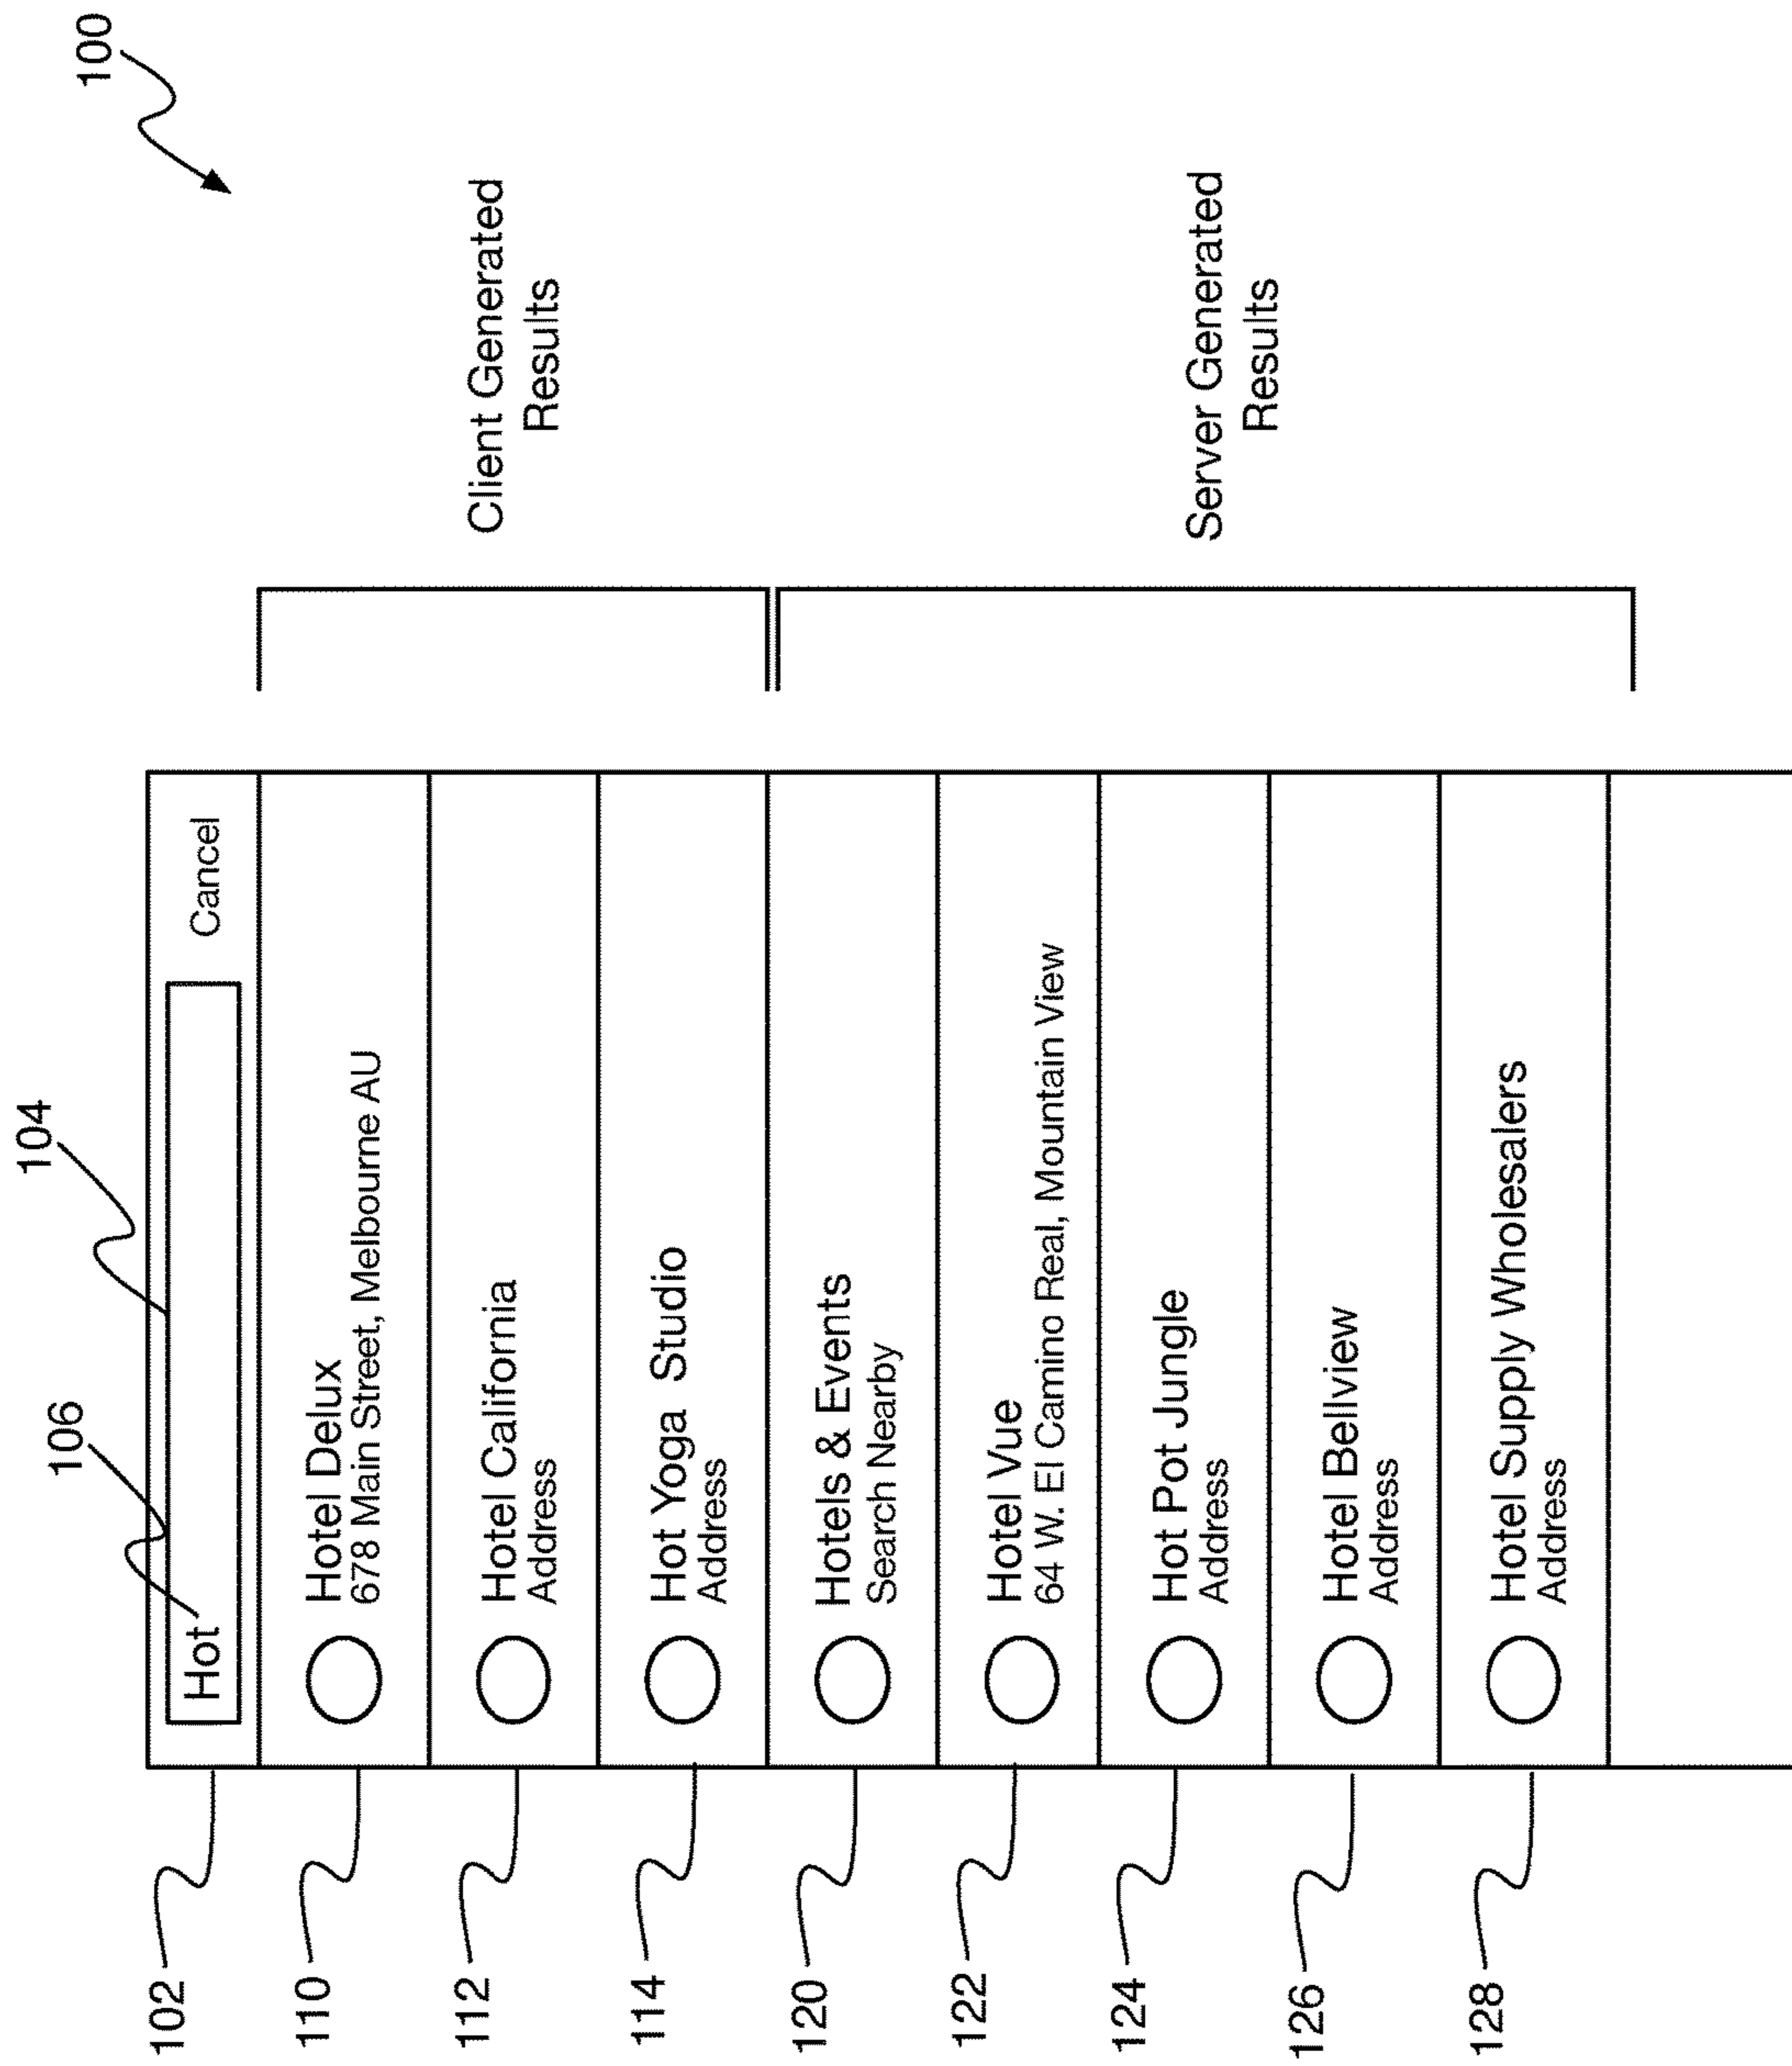 100
104
106
102
Hot
Cancel
110
Hotel Delux
678 Main Street, Melbourne AU
112
Hotel California
Address
114
Hot Yoga Studio
Address
Client Generated
Results
120
Hotels & Events
Search Nearby
122
Hotel Vue
64 W. El Camino Real, Mountain View
124
Hot Pot Jungle
Address
126
Hotel Bellview
Address
128
Hotel Supply Wholesalers
Address
Server Generated
Results